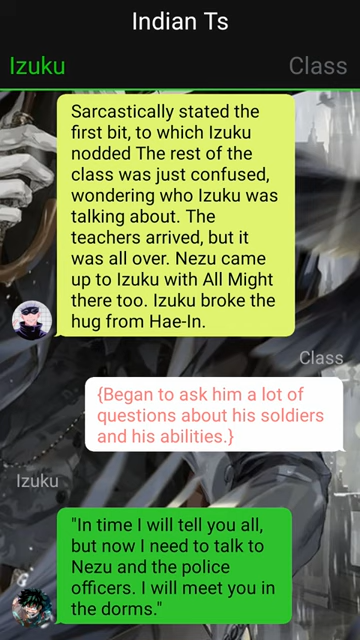 Indian Ts
Izuku Class
Sarcastically stated the
first bit, to which Izuku
nodded The rest of the
class was just confused,
wondering who Izuku was
talking about. The
teachers arrived, but it
was all over. Nezu came
up to Izuku with All Might
there too. Izuku broke the
hug from Hae-In.
Class
{Began to ask him a lot of
questions about his soldiers
and his abilities.}
Izuku
"In time I will tell you all,
but now I need to talk to
Nezu and the police
officers. I will meet you in
the dorms."